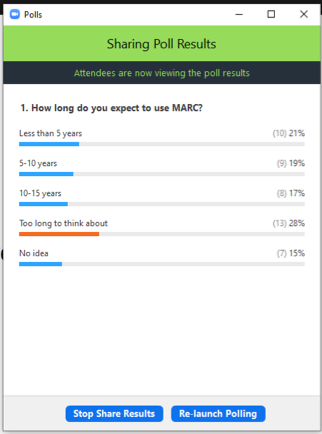 Polls
Sharing Poll Results
Attendees are now viewing the poll results
1. How long do you expect to use MARC?
Less than 5 years (10) 21%
5-10 years (9) 19%
10-15 years (8) 17%
Too long to think about (13) 28%
No idea (7) 15%
Stop Share Results Re-launch Polling